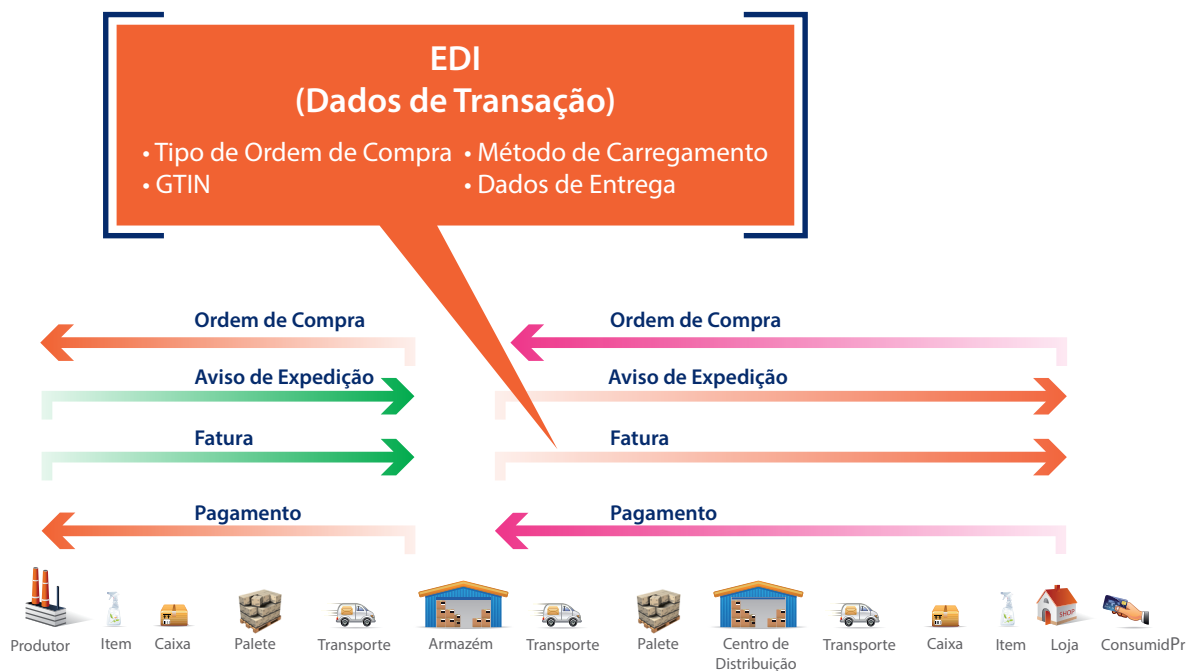 EDI
(Dados de Transação)
• Tipo de Ordem de Compra • Método de Carregamento
• GTIN • Dados de Entrega
Ordem de Compra Ordem de Compra
Aviso de Expedição Aviso de Expedição
Fatura Fatura
Pagamento Pagamento
SHOP
Produtor Item Caixa Palete Transporte Armazém Transporte Palete Centro de Transporte Caixa Item Loja ConsumidPr
Distribuição